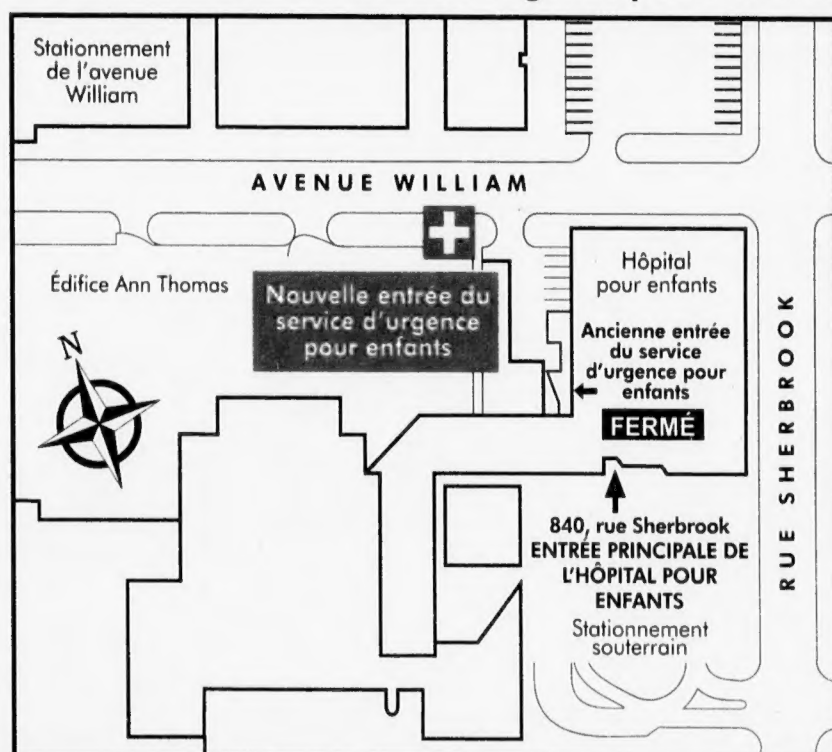 Stationnement
de l'avenue
William
AVENUE WILLIAM
Édifice Ann Thomas
Nouvelle entrée du
service d'urgence
pour enfants
Hôpital
pour enfants
Ancienne entrée
du service
d'urgence pour
enfants
FERMÉ
N
RUE SHERBROOK
840, rue Sherbrook
ENTRÉE PRINCIPALE DE
L'HÔPITAL POUR
ENFANTS
Stationnement
souterrain